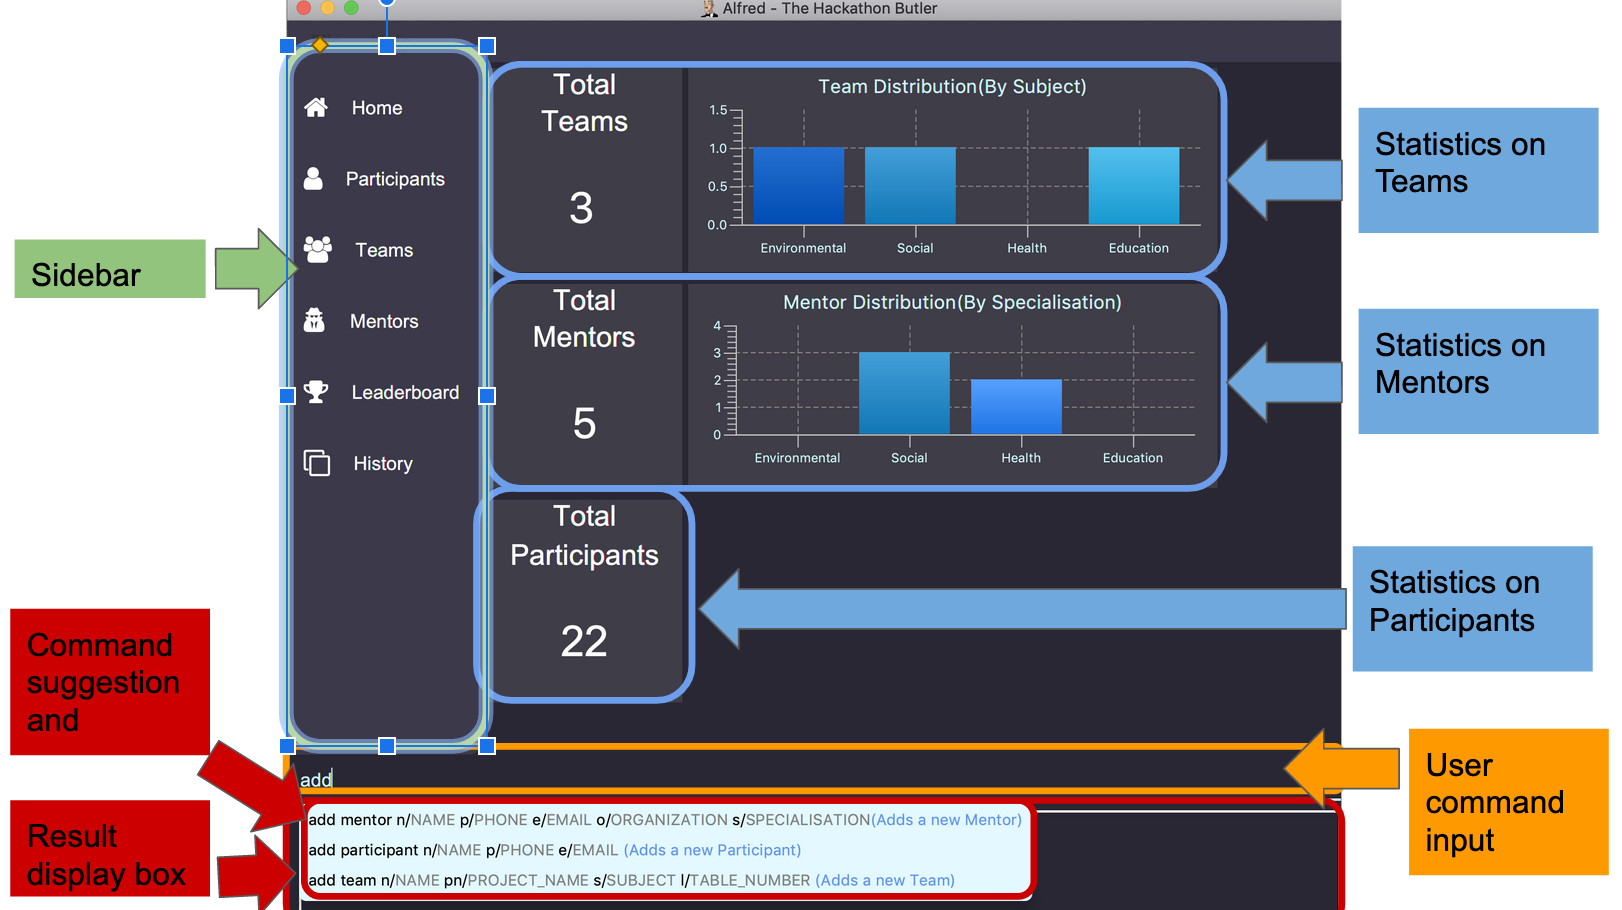 Alfred - The Hackathon Butler
Home
Participants
Teams
Mentors
Leaderboard
History
Sidebar
Total
Teams
3
Team Distribution(By Subject)
1.5
1.0
0.5
0.0
Environmental
Social
Health
Education
Statistics on
Teams
Total
Mentors
5
Mentor Distribution(By Specialisation)
4
3
2
1
0
Environmental
Social
Health
Education
Statistics on
Mentors
Total
Participants
22
Statistics on
Participants
Command
suggestion
and
Result
display box
add
User
command
input
add mentor n/NAME p/PHONE e/EMAIL o/ORGANIZATION s/SPECIALISATION(Adds a new Mentor)
add participant n/NAME p/PHONE e/EMAIL (Adds a new Participant)
add team n/NAME pn/PROJECT_NAME s/SUBJECT l/TABLE_NUMBER (Adds a new Team)